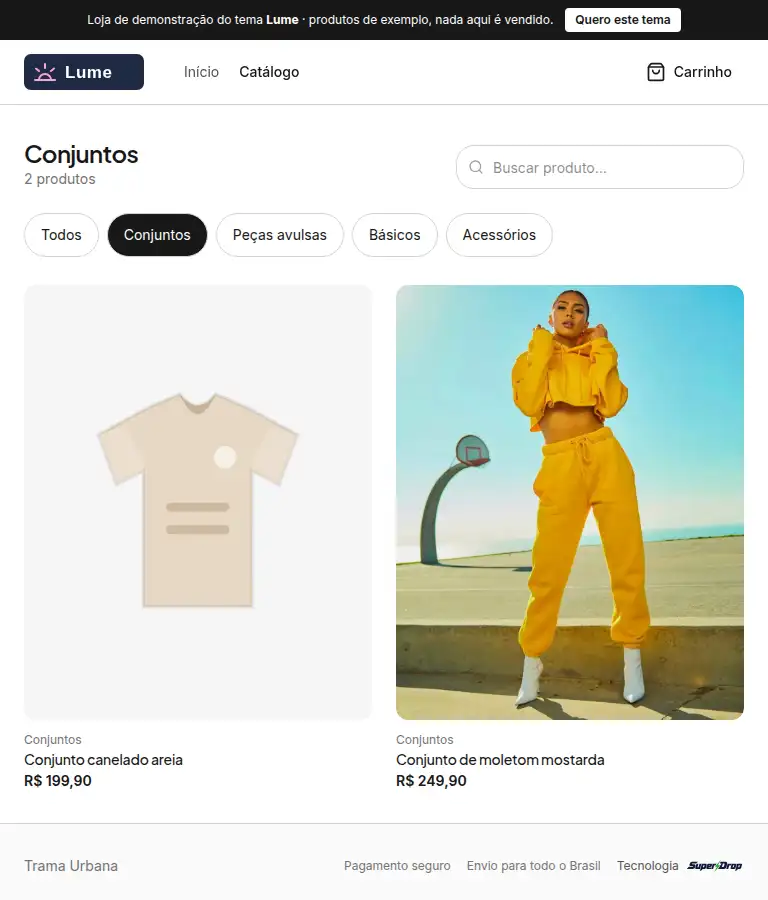 Loja de demonstração do tema Lume · produtos de exemplo, nada aqui é vendido. Quero este tema
Lume Início Catálogo Carrinho
Conjuntos
2 produtos
Buscar produto...
Todos Conjuntos Peças avulsas Básicos Acessórios
Conjuntos
Conjunto canelado areia
R$ 199,90
Conjuntos
Conjunto de moletom mostarda
R$ 249,90
Trama Urbana Pagamento seguro Envio para todo o Brasil Tecnologia SuperDrop